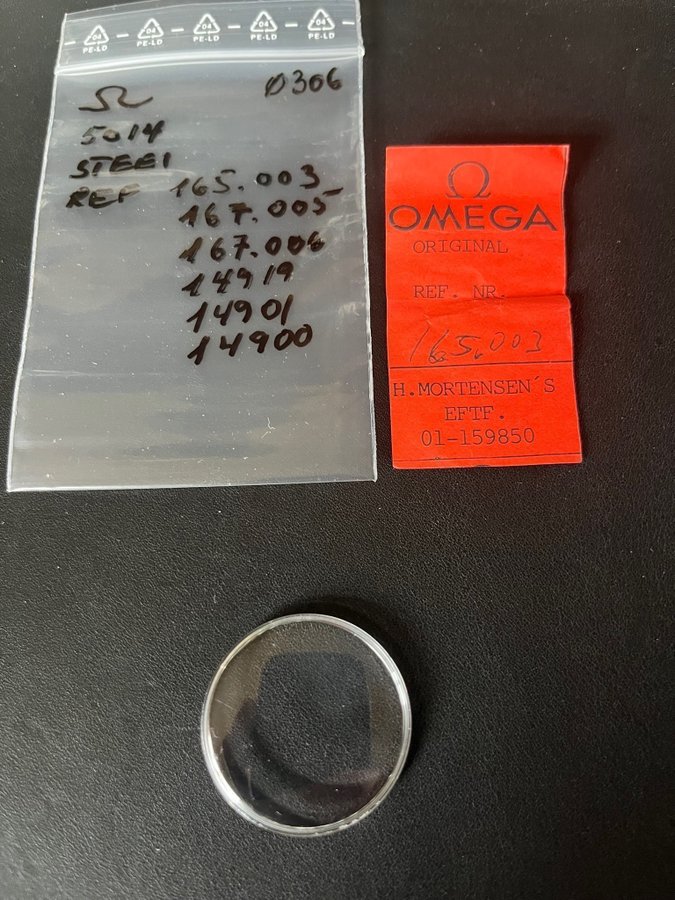 04 04 04 04 04
PE-LD PE-LD PE-LD PE-LD PE-LD
Ω Ø306
5014
STEEL
REF 165.003
167.005
167.006
14919
14901
14900
Ω
OMEGA
ORIGINAL
REF. NR.
165.003
H.MORTENSEN´S
EFTF.
01-159850